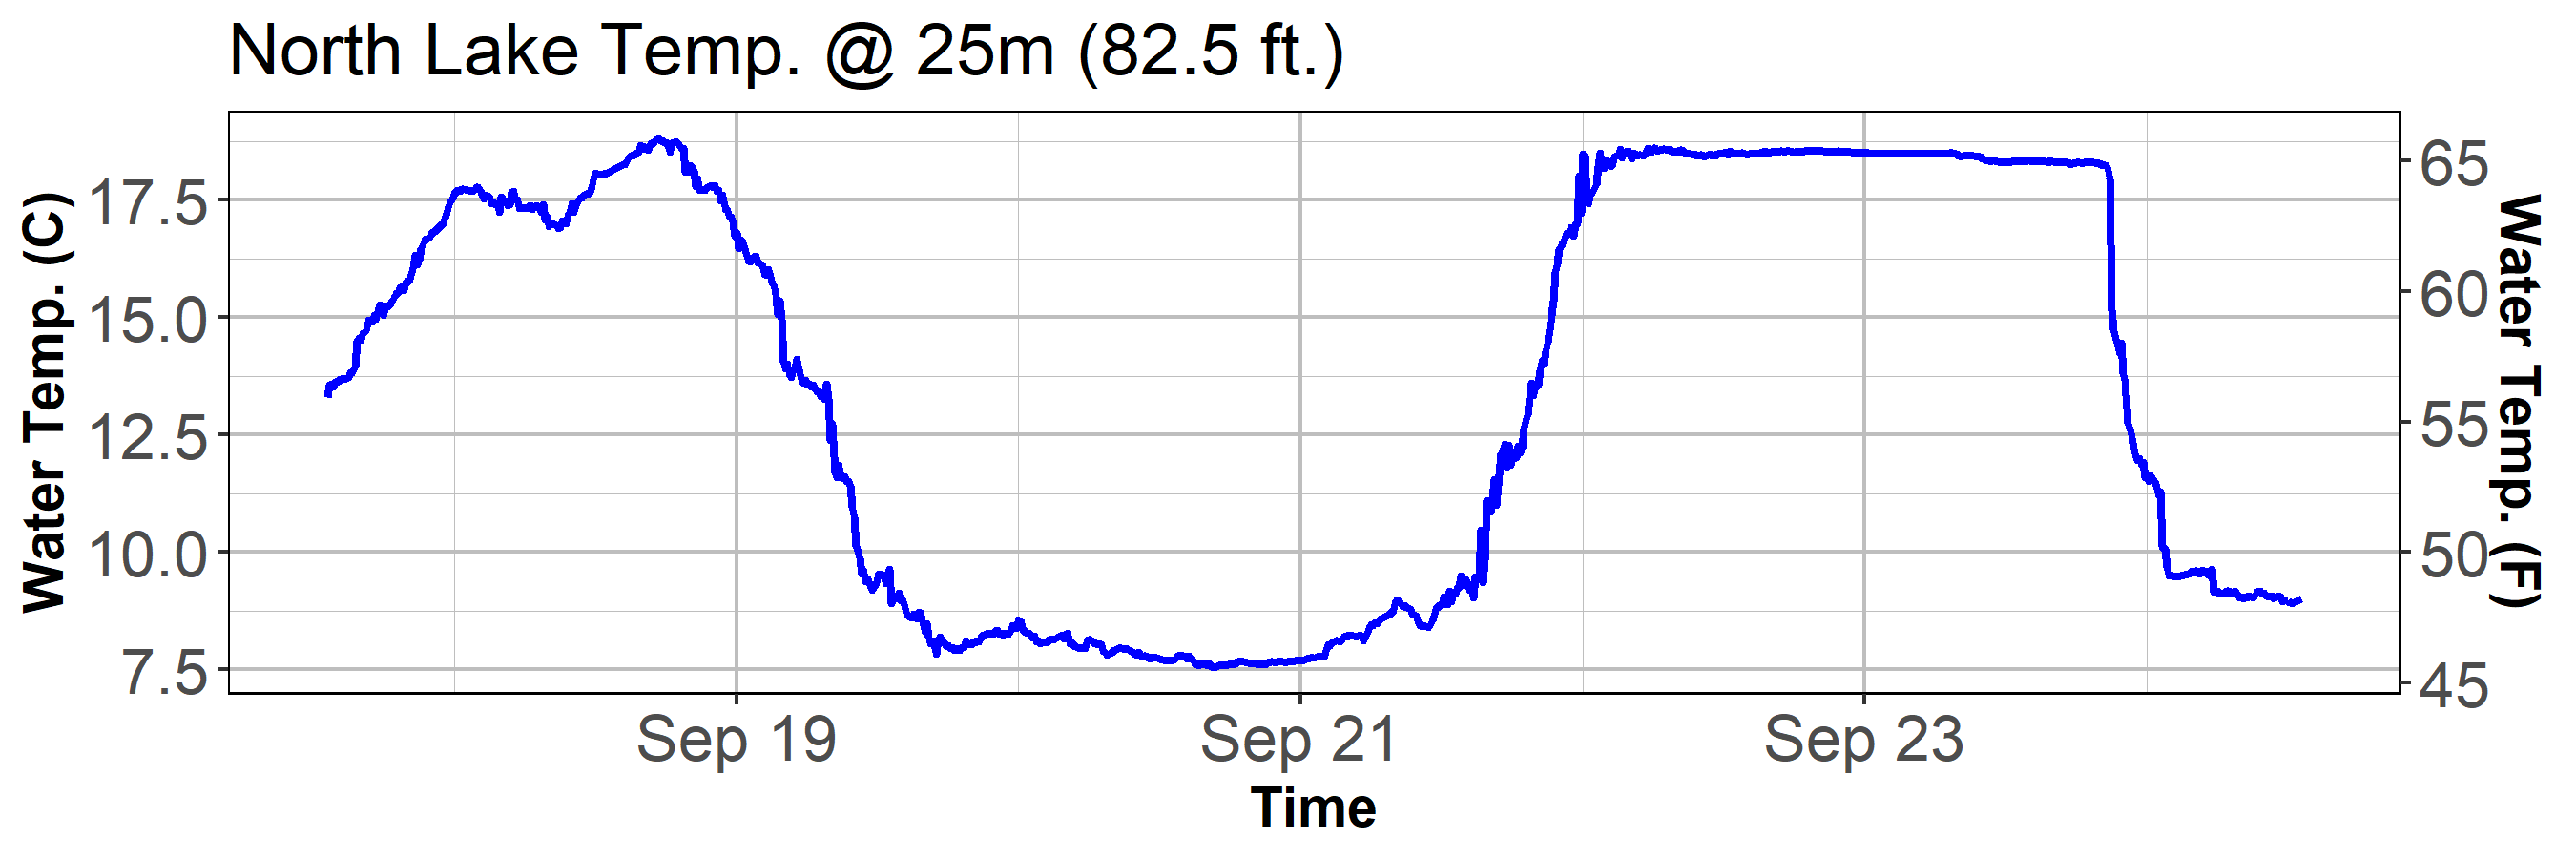 North Lake Temp. @ 25m (82.5 ft.)
Water Temp. (C)
17.5
15.0
12.5
10.0
7.5
65
60
55
50
45
Water Temp. (F)
Sep 19
Sep 21
Sep 23
Time